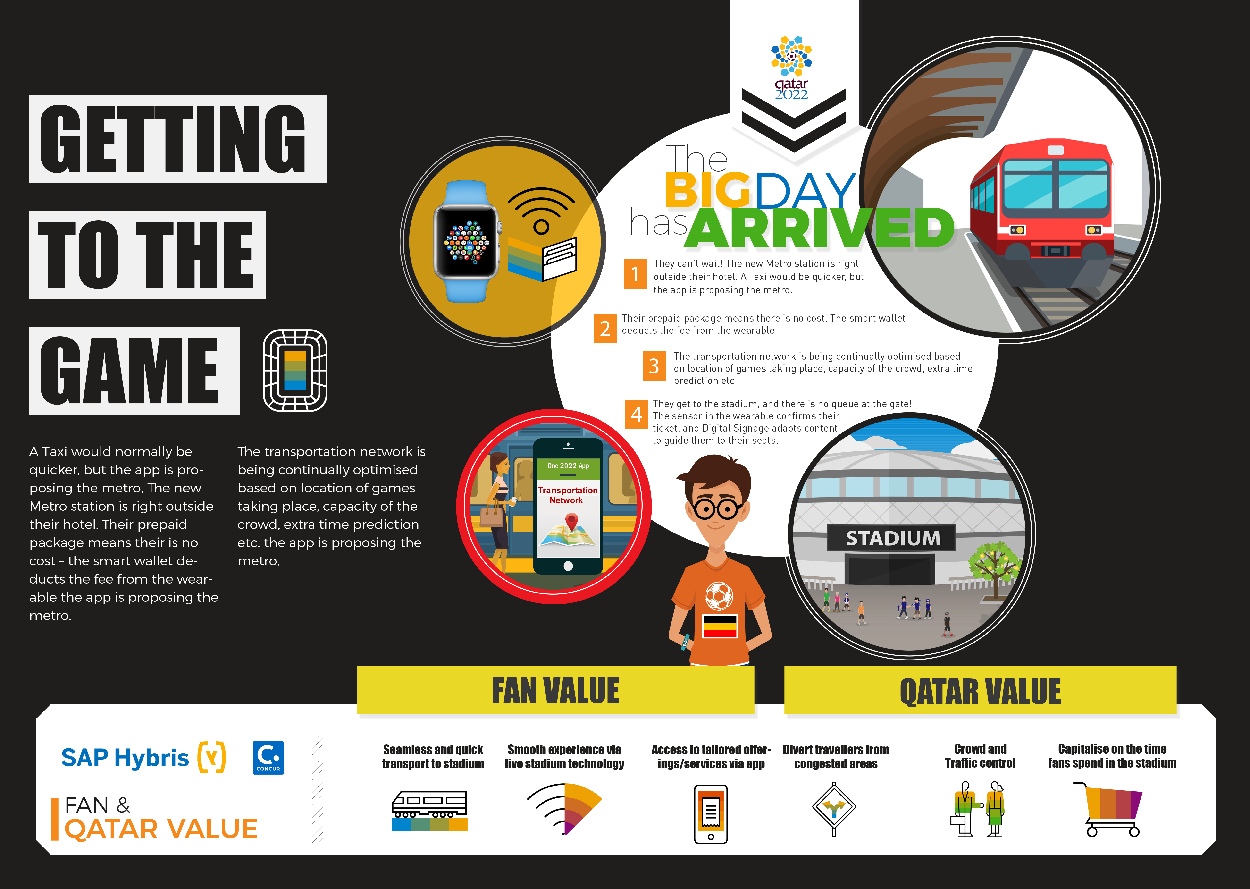 GETTING
TO THE
GAME
A Taxi would normally be
quicker, but the app is pro-
posing the metro, The new
Metro station is right outside
their hotel. Their prepaid
package means their is no
cost – the smart wallet de-
ducts the fee from the wear-
able the app is proposing the
metro.
The transportation network is
being continually optimised
based on location of games
taking place, capacity of the
crowd, extra time prediction
etc. the app is proposing the
metro,
qatar
2022
The
BIGDAY
hasARRIVED
1
They can't wait! The new Metro station is right
outside their hotel. A Taxi would be quicker, but
the app is proposing the metro.
2
Their prepaid package means there is no cost. The smart wallet
deducts the fee from the wearable
3
The transportation network is being continually optimised based
on location of games taking place, capacity of the crowd, extra time
prediction etc
4
They get to the stadium, and there is no queue at the gate!
The sensor in the wearable confirms their
ticket, and Digital Signage adapts content
to guide them to their seats.
One 2022 App
Transportation
Network
STADIUM
FAN VALUE
QATAR VALUE
SAP Hybris (Y)
C.
CONCUR
FAN &
QATAR VALUE
Seamless and quick
transport to stadium
Smooth experience via
live stadium technology
Access to tailored offer-
ings/services via app
Divert travellers from
congested areas
Crowd and
Traffic control
Capitalise on the time
fans spend in the stadium